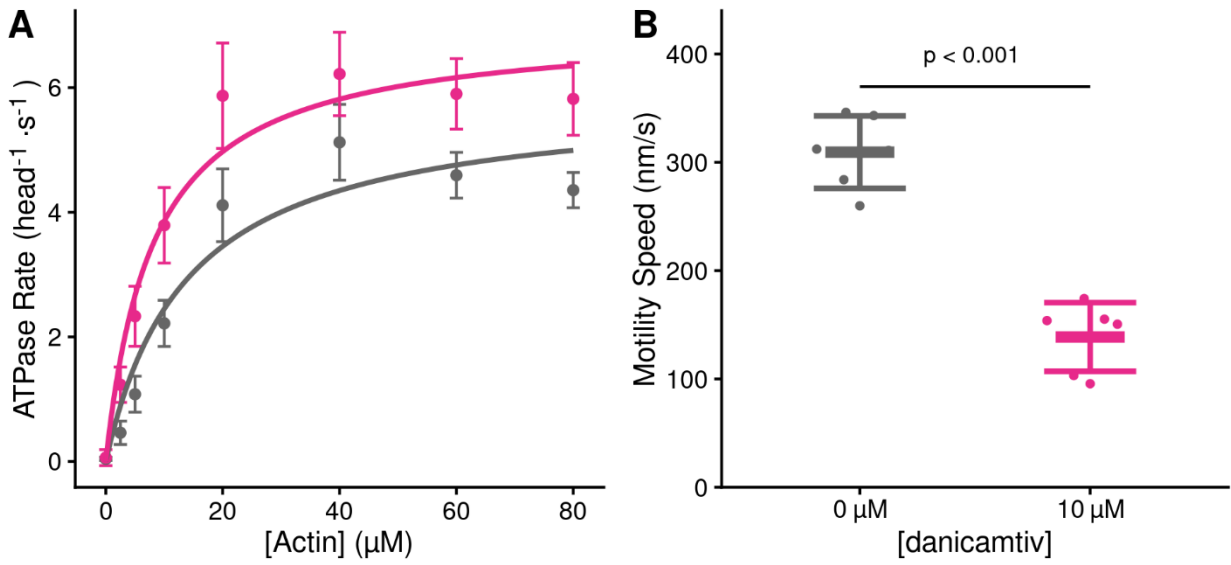 A
ATPase Rate (head⁻¹ ·s⁻¹ )
6
4
2
0
0 20 40 60 80
[Actin] (µM)
B
Motility Speed (nm/s)
400
300
200
100
0
p < 0.001
0 µM 10 µM
[danicamtiv]